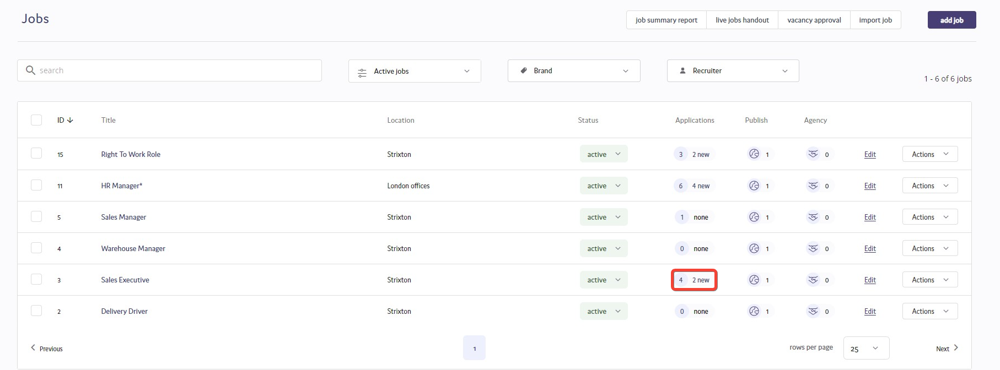 Jobs
job summary report live jobs handout vacancy approval import job add job
search Active jobs Brand Recruiter
1 - 6 of 6 jobs
ID Title Location Status Applications Publish Agency
15 Right To Work Role Strixton active 3 2 new 1 0 Edit Actions
11 HR Manager* London offices active 6 4 new 1 0 Edit Actions
5 Sales Manager Strixton active 1 none 1 0 Edit Actions
4 Warehouse Manager Strixton active 0 none 1 0 Edit Actions
3 Sales Executive Strixton active 4 2 new 1 0 Edit Actions
2 Delivery Driver Strixton active 0 none 1 0 Edit Actions
Previous 1 rows per page 25 Next